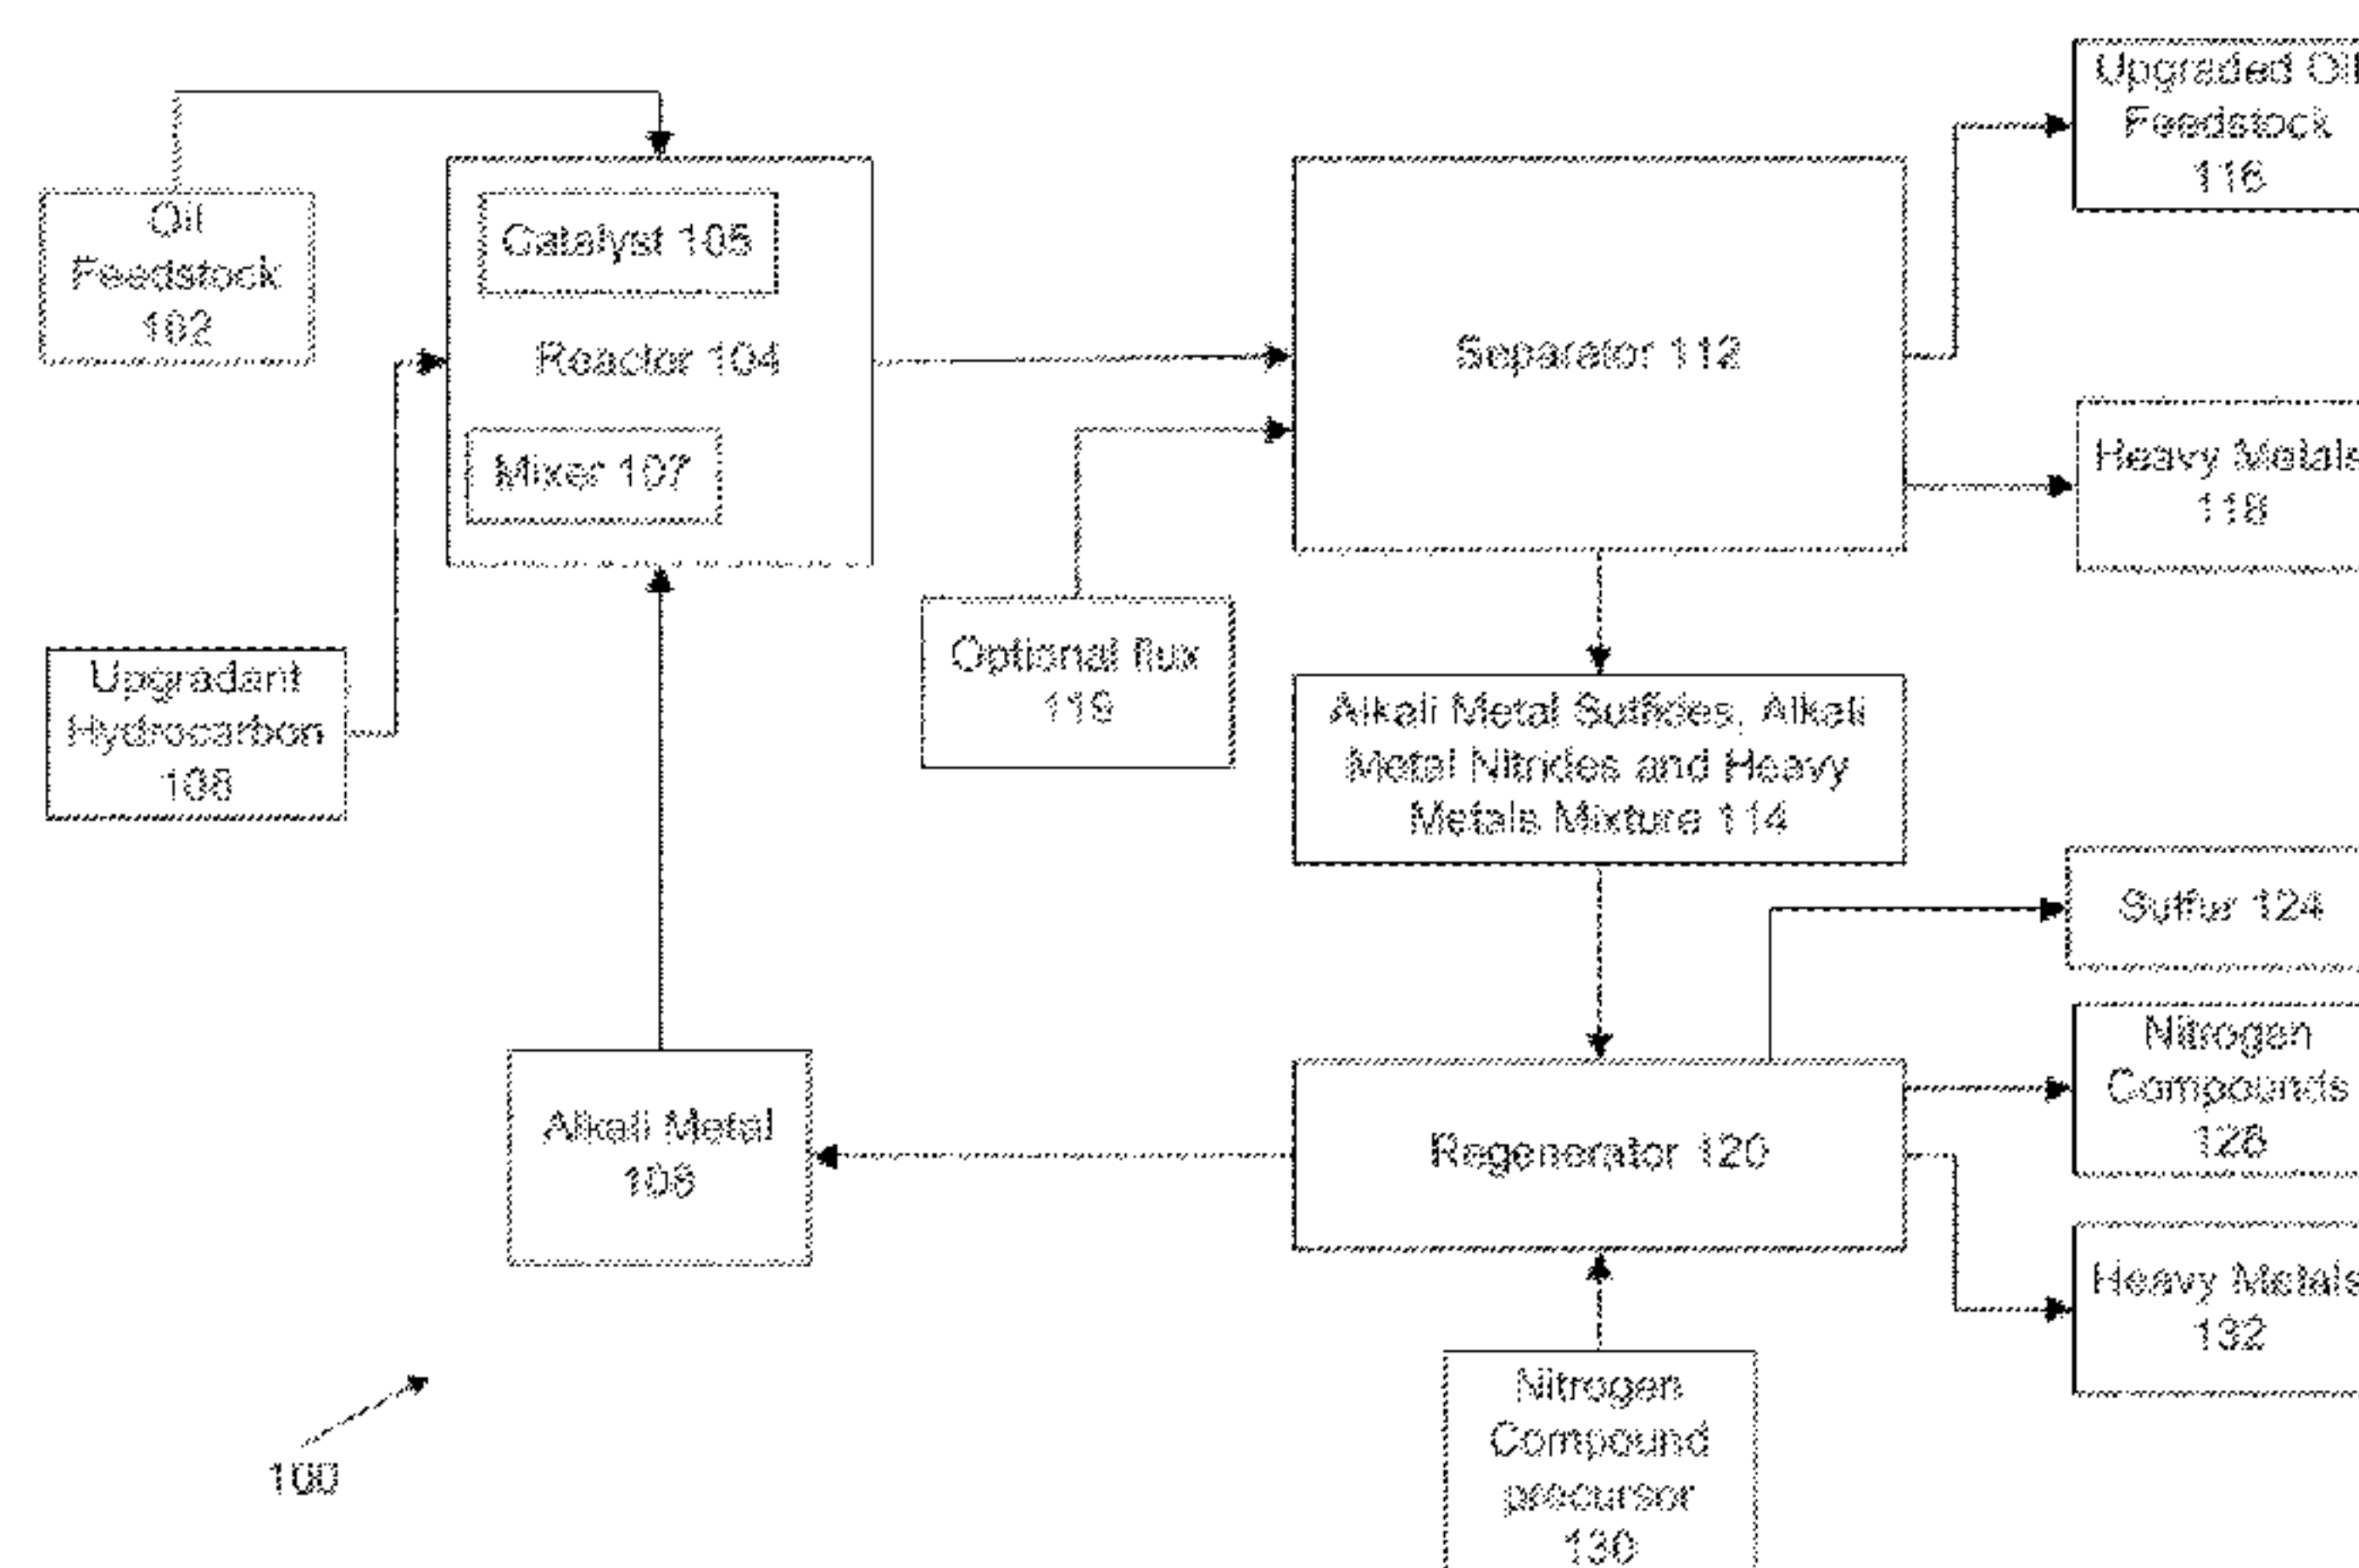 Oil
Feedstock
102
Catalyst 105
Reactor 104
Mixer 107
Upgradant
Hydrocarbon
108
Separator 112
Optional flux
119
Upgraded Oil
Feedstock
116
Heavy Metals
118
Alkali Metal Sulfides, Alkali
Metal Nitrides and Heavy
Metals Mixture 114
Sulfur 124
Alkali Metal
106
Regenerator 120
Nitrogen
Compounds
128
Heavy Metals
132
Nitrogen
Compound
precursor
130
100